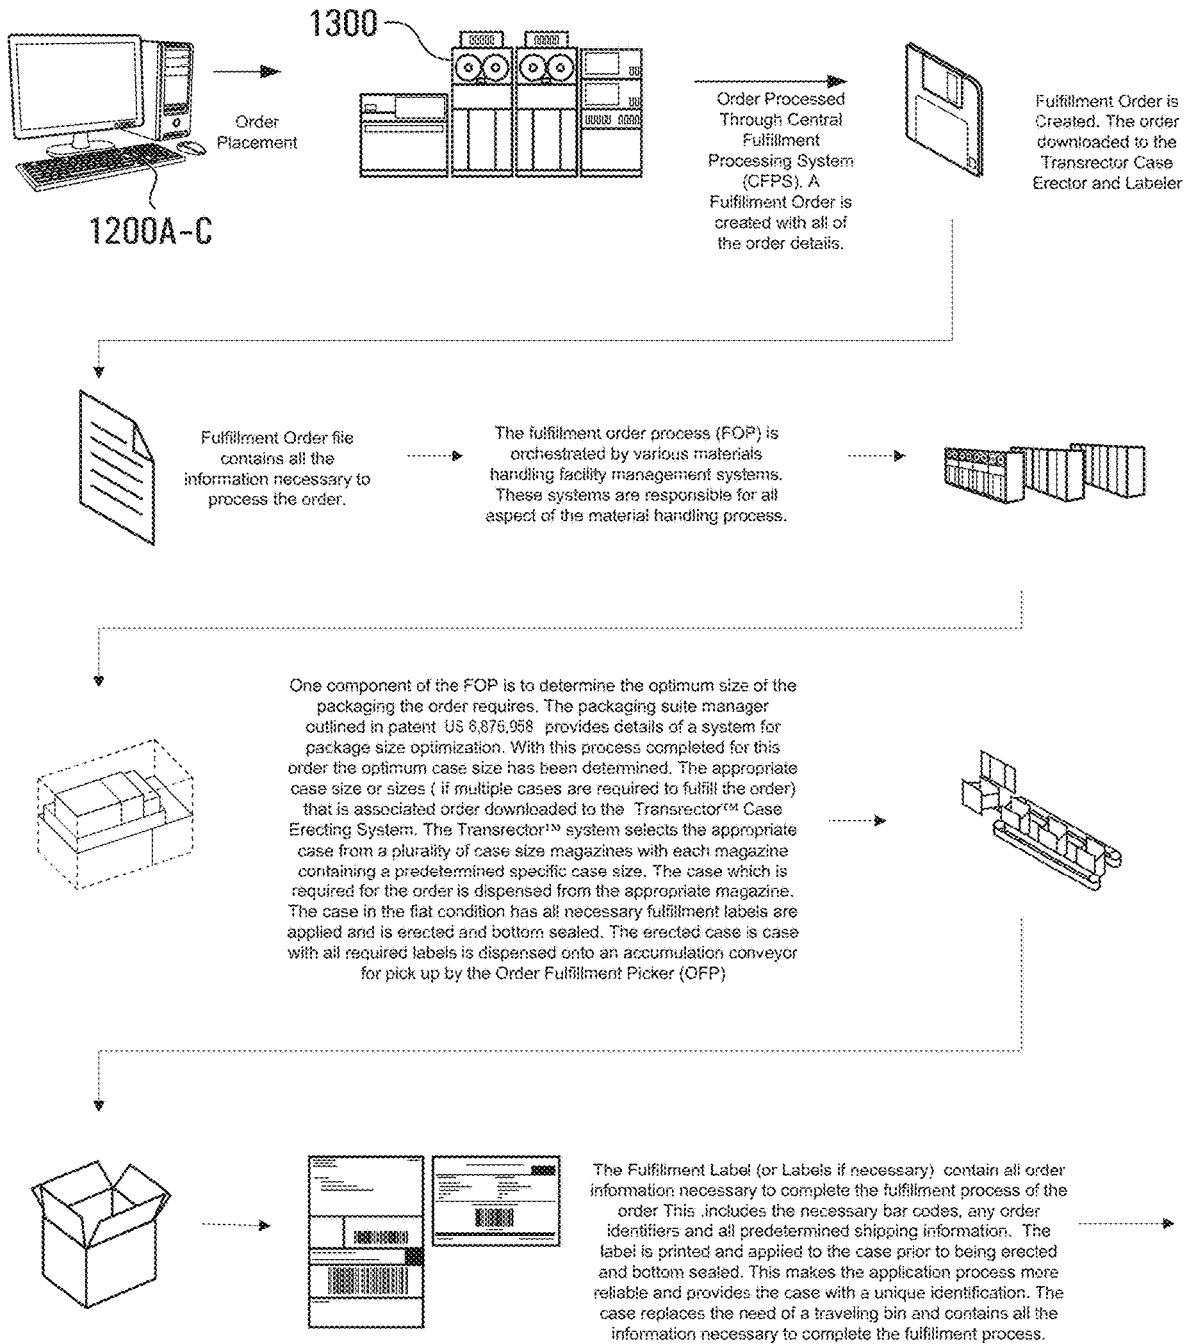 1300
Order
Placement
1200A-C
Order Processed
Through Central
Fulfillment
Processing System
(CFPS). A
Fulfillment Order is
created with all of
the order details.
Fulfillment Order is
Created. The order
downloaded to the
Transrector Case
Erector and Labeler
Fulfillment Order file
contains all the
information necessary to
process the order.
The fulfillment order process (FOP) is
orchestrated by various materials
handling facility management systems.
These systems are responsible for all
aspect of the material handling process.
One component of the FOP is to determine the optimum size of the
packaging the order requires. The packaging suite manager
outlined in patent US 8,876,958 provides details of a system for
package size optimization. With this process completed for this
order the optimum case size has been determined. The appropriate
case size or sizes ( if multiple cases are required to fulfill the order)
that is associated order downloaded to the Transrector™ Case
Erecting System. The Transrector™ system selects the appropriate
case from a plurality of case size magazines with each magazine
containing a predetermined specific case size. The case which is
required for the order is dispensed from the appropriate magazine.
The case in the flat condition has all necessary fulfillment labels are
applied and is erected and bottom sealed. The erected case is case
with all required labels is dispensed onto an accumulation conveyor
for pick up by the Order Fulfillment Picker (OFP)
The Fulfillment Label (or Labels if necessary) contain all order
information necessary to complete the fulfillment process of the
order This .includes the necessary bar codes, any order
identifiers and all predetermined shipping information. The
label is printed and applied to the case prior to being erected
and bottom sealed. This makes the application process more
reliable and provides the case with a unique identification. The
case replaces the need of a traveling bin and contains all the
information necessary to complete the fulfillment process.